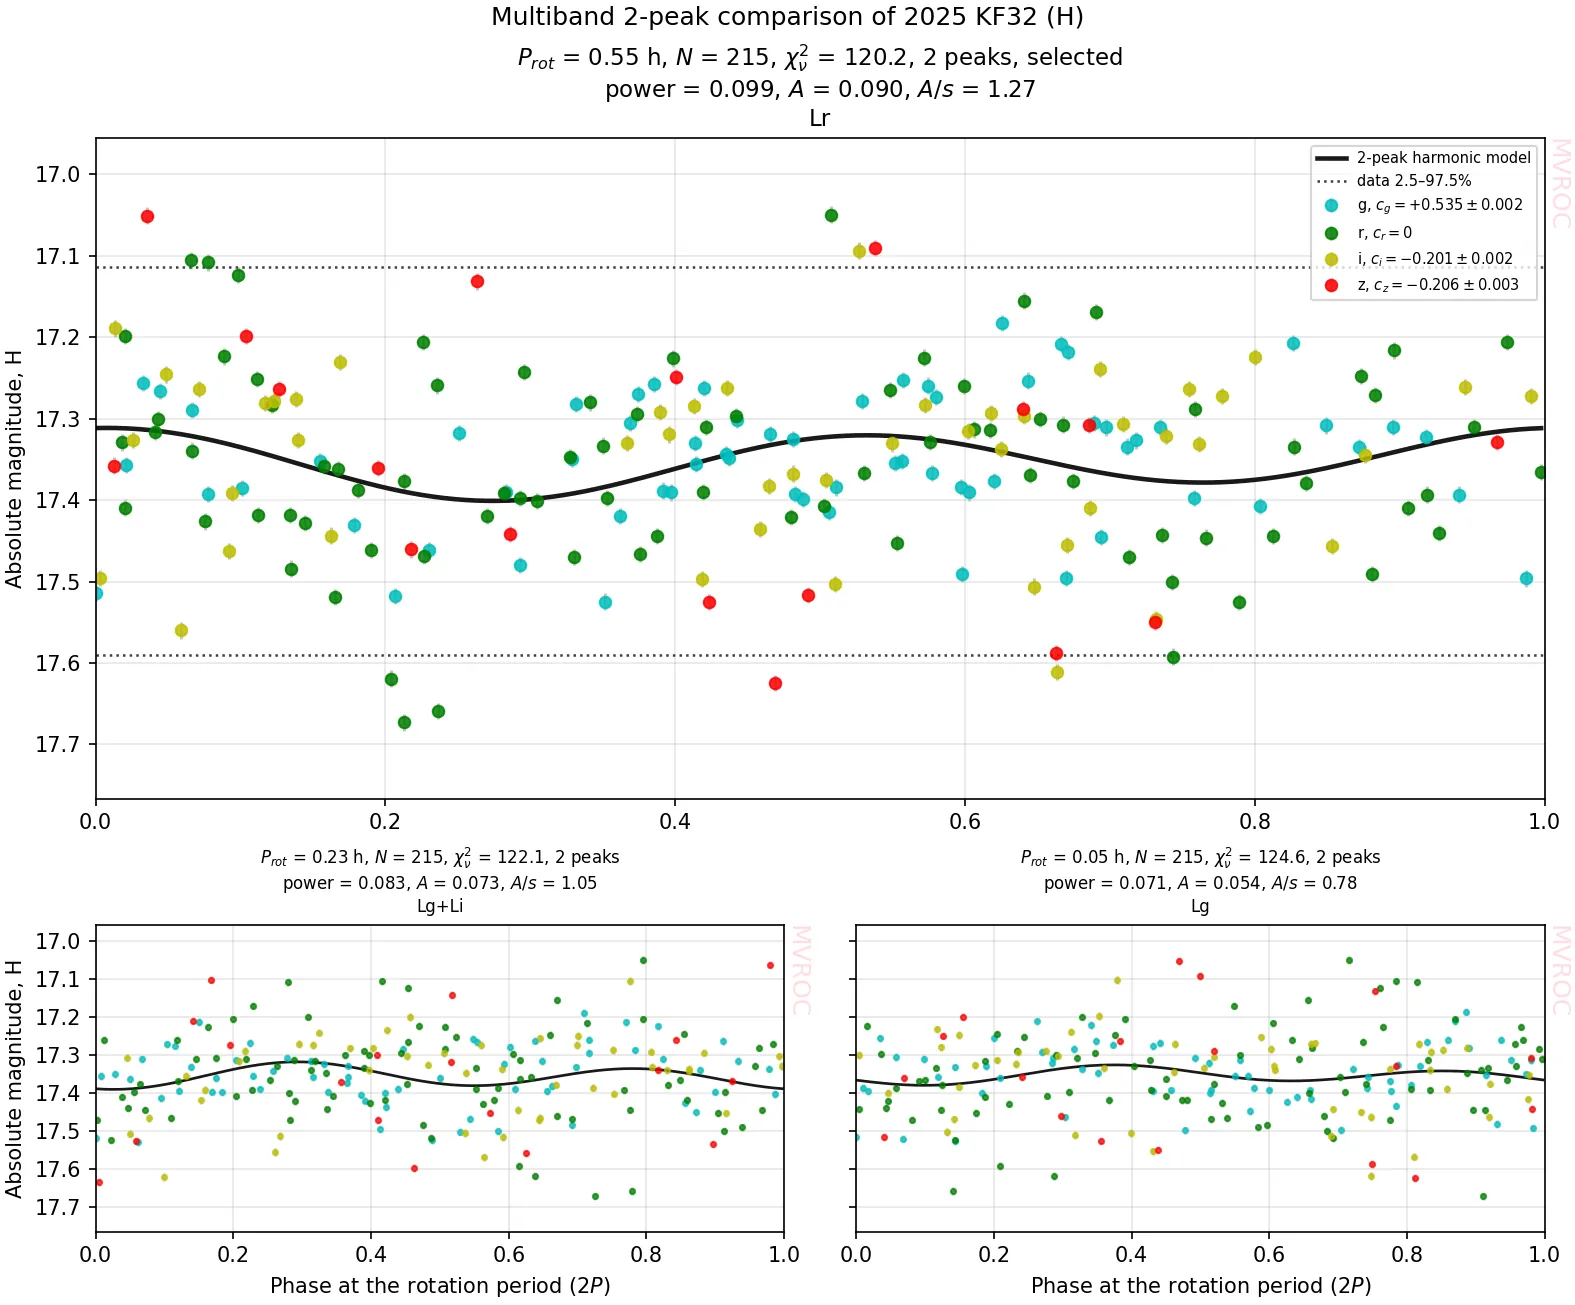 Multiband 2-peak comparison of 2025 KF32 (H)
P_rot = 0.55 h, N = 215, χ²_ν = 120.2, 2 peaks, selected
power = 0.099, A = 0.090, A/s = 1.27
Lr
17.0
17.1
17.2
17.3
17.4
17.5
17.6
17.7
Absolute magnitude, H
2-peak harmonic model
data 2.5–97.5%
g, c_g = +0.535 ± 0.002
r, c_r = 0
i, c_i = −0.201 ± 0.002
z, c_z = −0.206 ± 0.003
MVROC
0.0 0.2 0.4 0.6 0.8 1.0
P_rot = 0.23 h, N = 215, χ²_ν = 122.1, 2 peaks
power = 0.083, A = 0.073, A/s = 1.05
Lg+Li
17.0
17.1
17.2
17.3
17.4
17.5
17.6
17.7
Absolute magnitude, H
MVROC
0.0 0.2 0.4 0.6 0.8 1.0
Phase at the rotation period (2P)
P_rot = 0.05 h, N = 215, χ²_ν = 124.6, 2 peaks
power = 0.071, A = 0.054, A/s = 0.78
Lg
MVROC
0.0 0.2 0.4 0.6 0.8 1.0
Phase at the rotation period (2P)